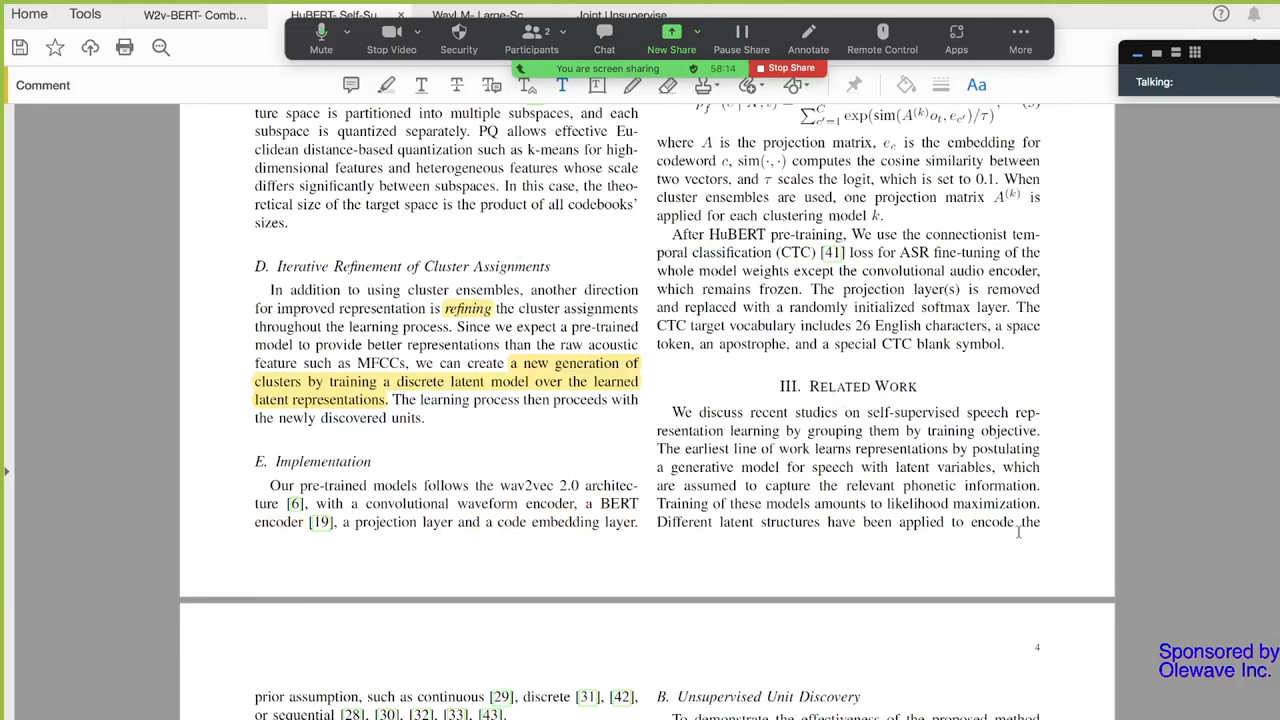 Home
Tools
W2v-BERT- Comb...
HuBERT- Self-Su
WavLM- Large-Sc
Joint Unsupervise
Mute
Stop Video
Security
Participants
2
Chat
New Share
Pause Share
Annotate
Remote Control
Apps
More
You are screen sharing
58:14
Stop Share
Talking:
Comment
Aa
ture space is partitioned into multiple subspaces, and each
subspace is quantized separately. PQ allows effective Eu-
clidean distance-based quantization such as k-means for high-
dimensional features and heterogeneous features whose scale
differs significantly between subspaces. In this case, the theo-
retical size of the target space is the product of all codebooks'
sizes.
D. Iterative Refinement of Cluster Assignments
In addition to using cluster ensembles, another direction
for improved representation is refining the cluster assignments
throughout the learning process. Since we expect a pre-trained
model to provide better representations than the raw acoustic
feature such as MFCCs, we can create a new generation of
clusters by training a discrete latent model over the learned
latent representations. The learning process then proceeds with
the newly discovered units.
E. Implementation
Our pre-trained models follows the wav2vec 2.0 architec-
ture [6], with a convolutional waveform encoder, a BERT
encoder [19], a projection layer and a code embedding layer.
∑_{c'=1}^{C} exp(sim(A^{(k)}o_t, e_{c'})/τ)
where A is the projection matrix, e_c is the embedding for
codeword c, sim(·, ·) computes the cosine similarity between
two vectors, and τ scales the logit, which is set to 0.1. When
cluster ensembles are used, one projection matrix A^{(k)} is
applied for each clustering model k.
After HuBERT pre-training, We use the connectionist tem-
poral classification (CTC) [41] loss for ASR fine-tuning of the
whole model weights except the convolutional audio encoder,
which remains frozen. The projection layer(s) is removed
and replaced with a randomly initialized softmax layer. The
CTC target vocabulary includes 26 English characters, a space
token, an apostrophe, and a special CTC blank symbol.
III. RELATED WORK
We discuss recent studies on self-supervised speech rep-
resentation learning by grouping them by training objective.
The earliest line of work learns representations by postulating
a generative model for speech with latent variables, which
are assumed to capture the relevant phonetic information.
Training of these models amounts to likelihood maximization.
Different latent structures have been applied to encode the
4
prior assumption, such as continuous [29], discrete [31], [42],
or sequential [28], [30], [32], [33], [43].
B. Unsupervised Unit Discovery
To demonstrate the effectiveness of the proposed method
Sponsored by
Olewave Inc.